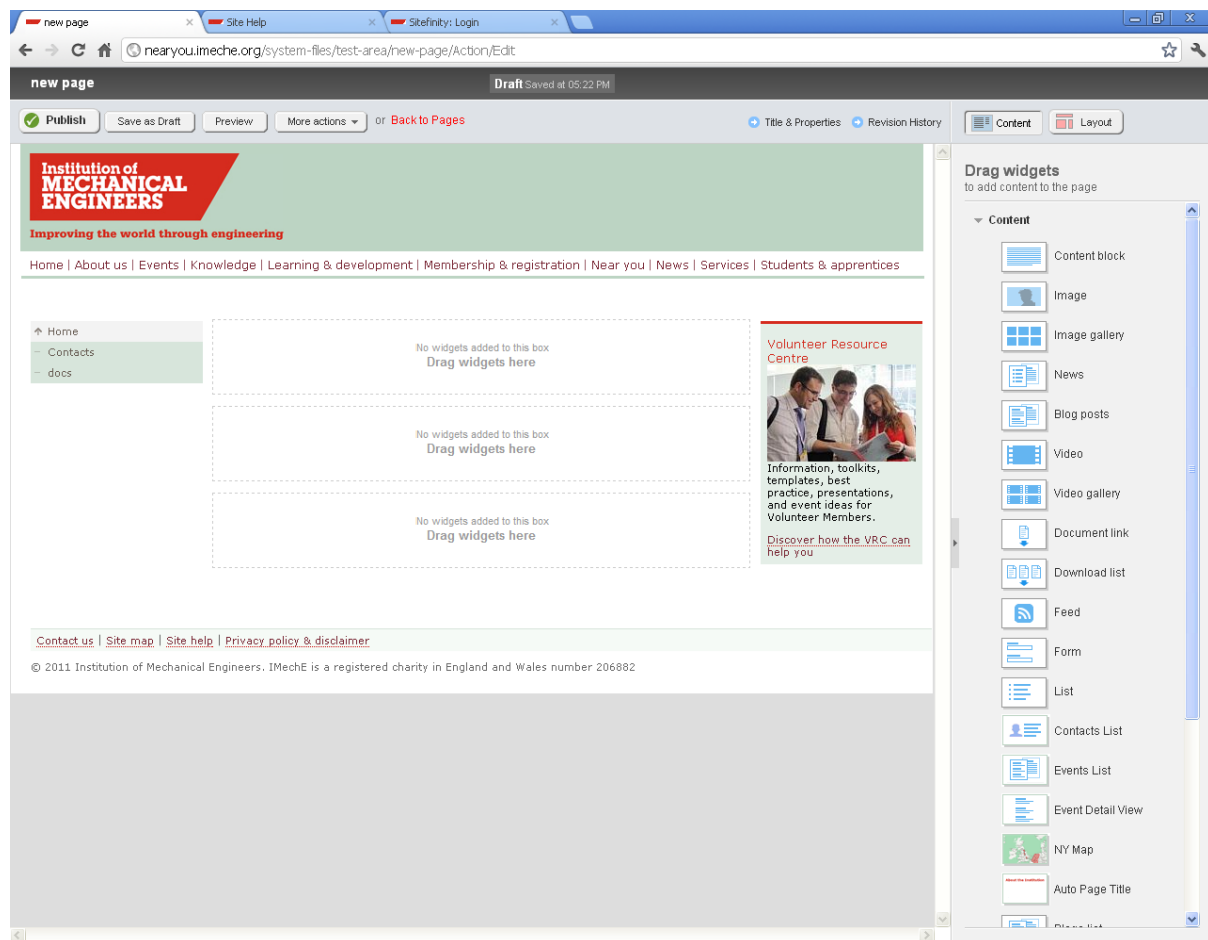 new page
Site Help
Sitefinity: Login
nearyou.imeche.org/system-files/test-area/new-page/Action/Edit
new page
Draft Saved at 05:22 PM
Publish
Save as Draft
Preview
More actions
or Back to Pages
Title & Properties
Revision History
Content
Layout
Institution of
MECHANICAL
ENGINEERS
Improving the world through engineering
Home | About us | Events | Knowledge | Learning & development | Membership & registration | Near you | News | Services | Students & apprentices
Home
Contacts
docs
No widgets added to this box
Drag widgets here
No widgets added to this box
Drag widgets here
No widgets added to this box
Drag widgets here
Volunteer Resource
Centre
Information, toolkits,
templates, best
practice, presentations,
and event ideas for
Volunteer Members.
Discover how the VRC can
help you
Contact us | Site map | Site help | Privacy policy & disclaimer
© 2011 Institution of Mechanical Engineers. IMechE is a registered charity in England and Wales number 206882
Drag widgets
to add content to the page
Content
Content block
Image
Image gallery
News
Blog posts
Video
Video gallery
Document link
Download list
Feed
Form
List
Contacts List
Events List
Event Detail View
NY Map
About the Institution
Auto Page Title